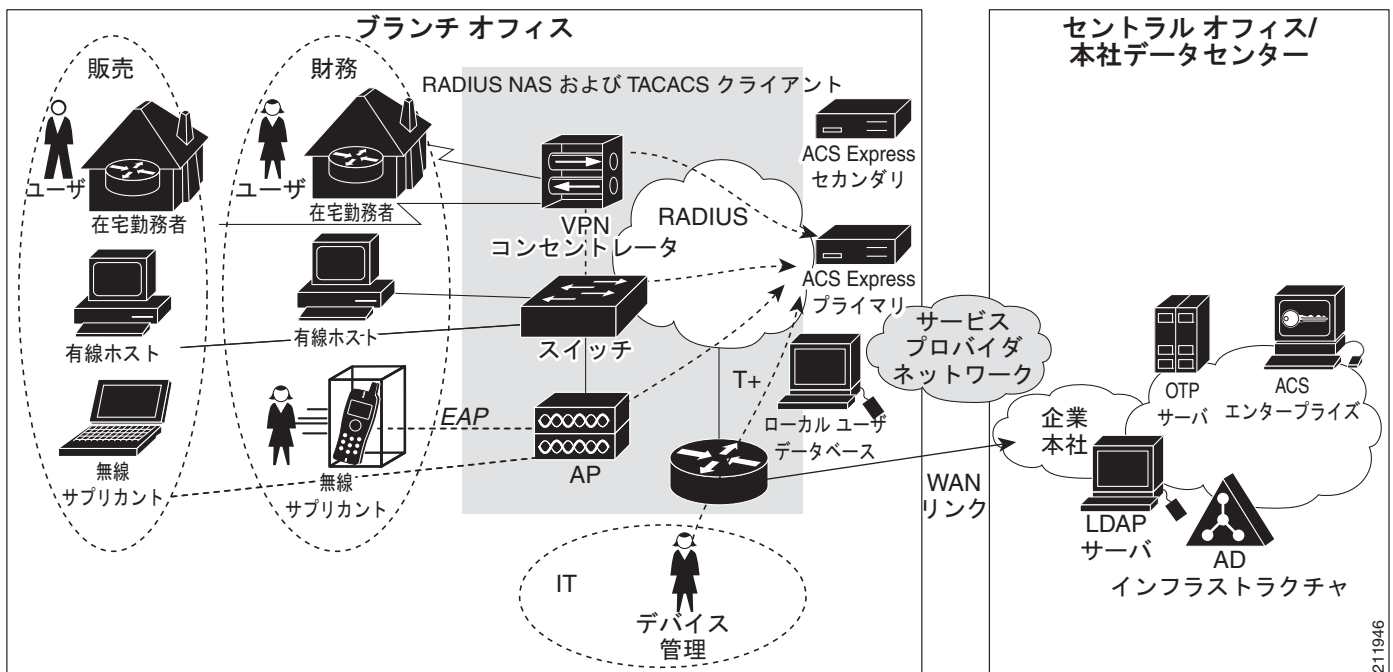 ブランチ オフィス
販売
ユーザ
在宅勤務者
有線ホスト
無線
サプリカント
財務
ユーザ
在宅勤務者
有線ホスト
無線
サプリカント
RADIUS NAS および TACACS クライアント
VPN
コンセントレータ
RADIUS
スイッチ
EAP
AP
T+
ACS Express
セカンダリ
ACS Express
プライマリ
ローカル ユーザ
データベース
IT
デバイス
管理
サービス
プロバイダ
ネットワーク
WAN
リンク
セントラル オフィス/
本社データセンター
企業
本社
OTP
サーバ
ACS
エンタープライズ
LDAP
サーバ
AD
インフラストラクチャ
211946